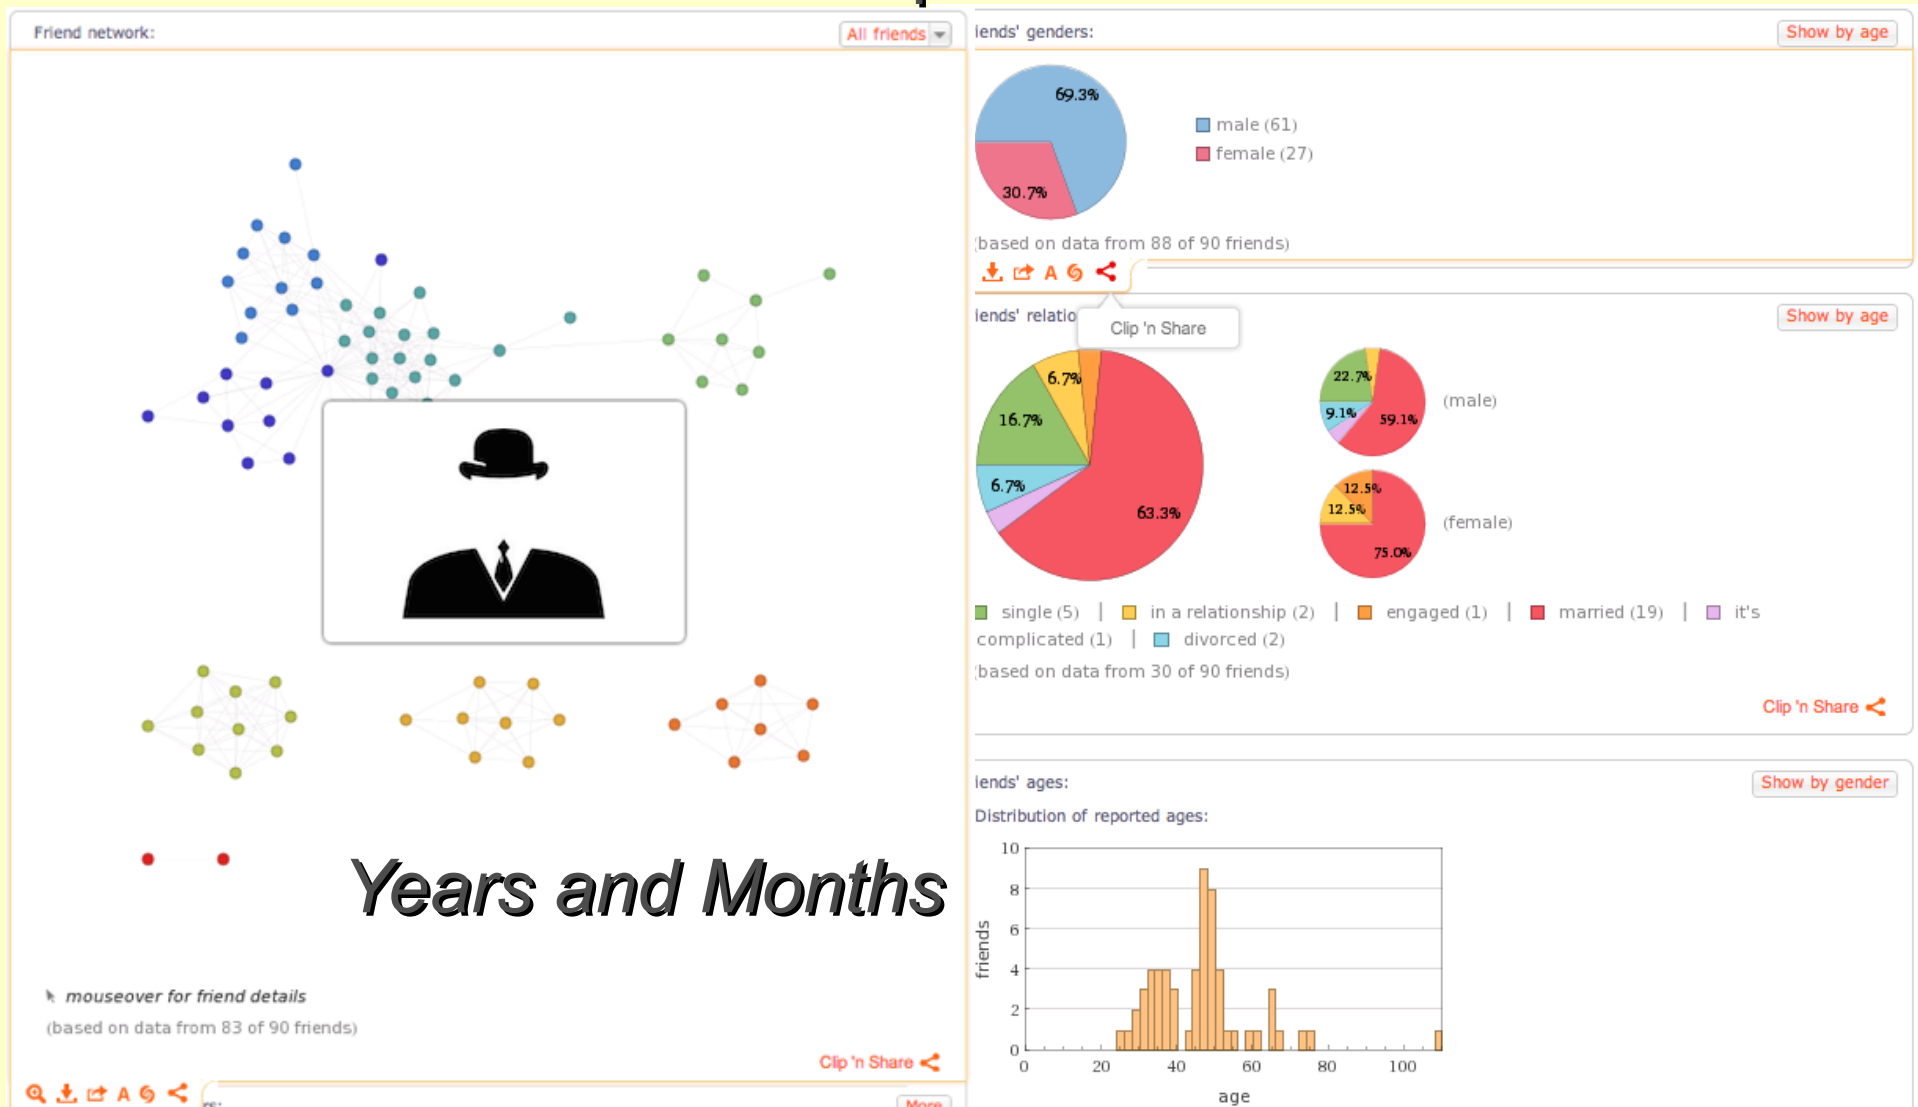 Friend network:
All friends
mouseover for friend details
(based on data from 83 of 90 friends)
Clip 'n Share
A
rs:
More
Years and Months
iends' genders:
Show by age
69.3%
30.7%
male (61)
female (27)
(based on data from 88 of 90 friends)
A
Clip 'n Share
iends' relatio
Show by age
6.7%
16.7%
6.7%
63.3%
22.7%
9.1%
59.1%
(male)
12.5%
12.5%
75.0%
(female)
single (5) | in a relationship (2) | engaged (1) | married (19) | it's
complicated (1) | divorced (2)
(based on data from 30 of 90 friends)
Clip 'n Share
iends' ages:
Show by gender
Distribution of reported ages:
10
8
6
4
2
0
friends
0 20 40 60 80 100
age